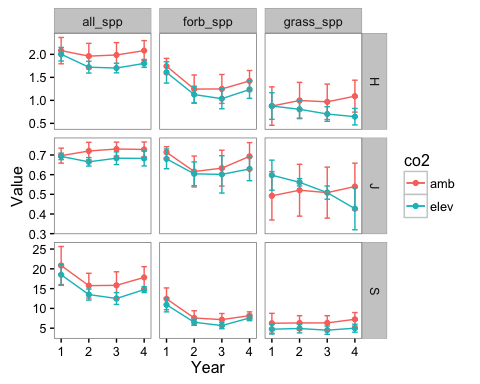 all_spp forb_spp grass_spp
2.0
1.5
1.0
0.5
H
0.7
0.6
0.5
0.4
0.3
J
Value
co2
amb
elev
25
20
15
10
5
S
1 2 3 4 1 2 3 4 1 2 3 4
Year